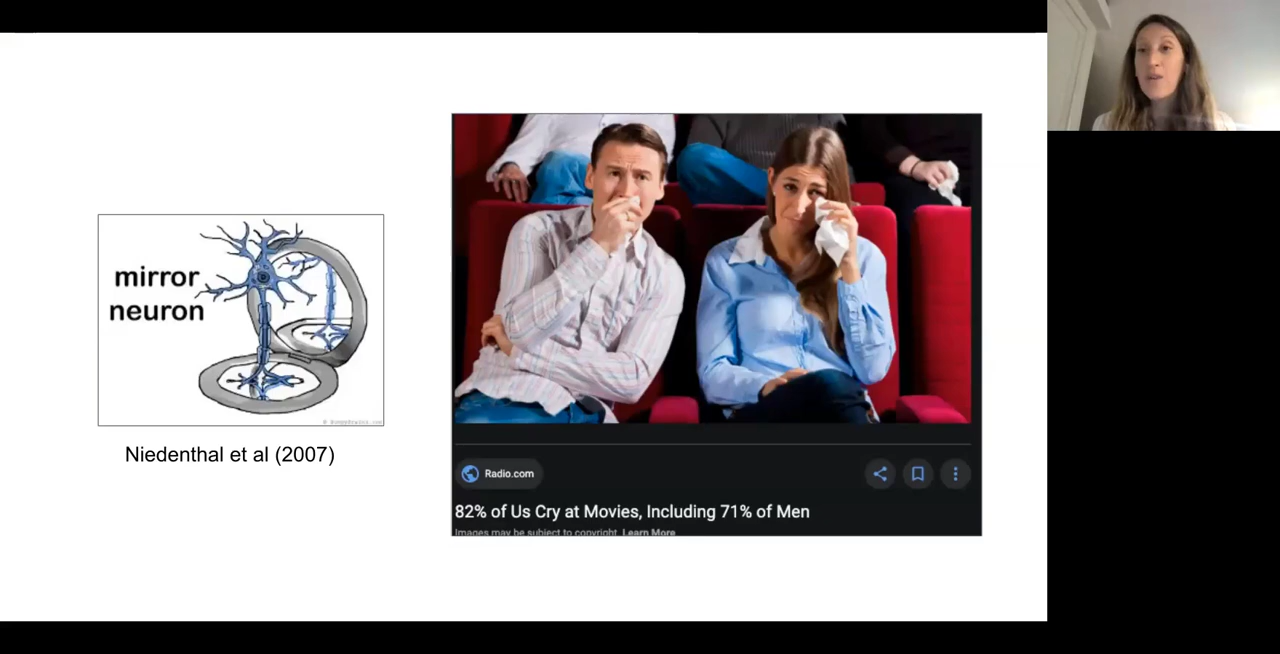 mirror
neuron
Niedenthal et al (2007)
Radio.com
82% of Us Cry at Movies, Including 71% of Men
Images may be subject to copyright. Learn More